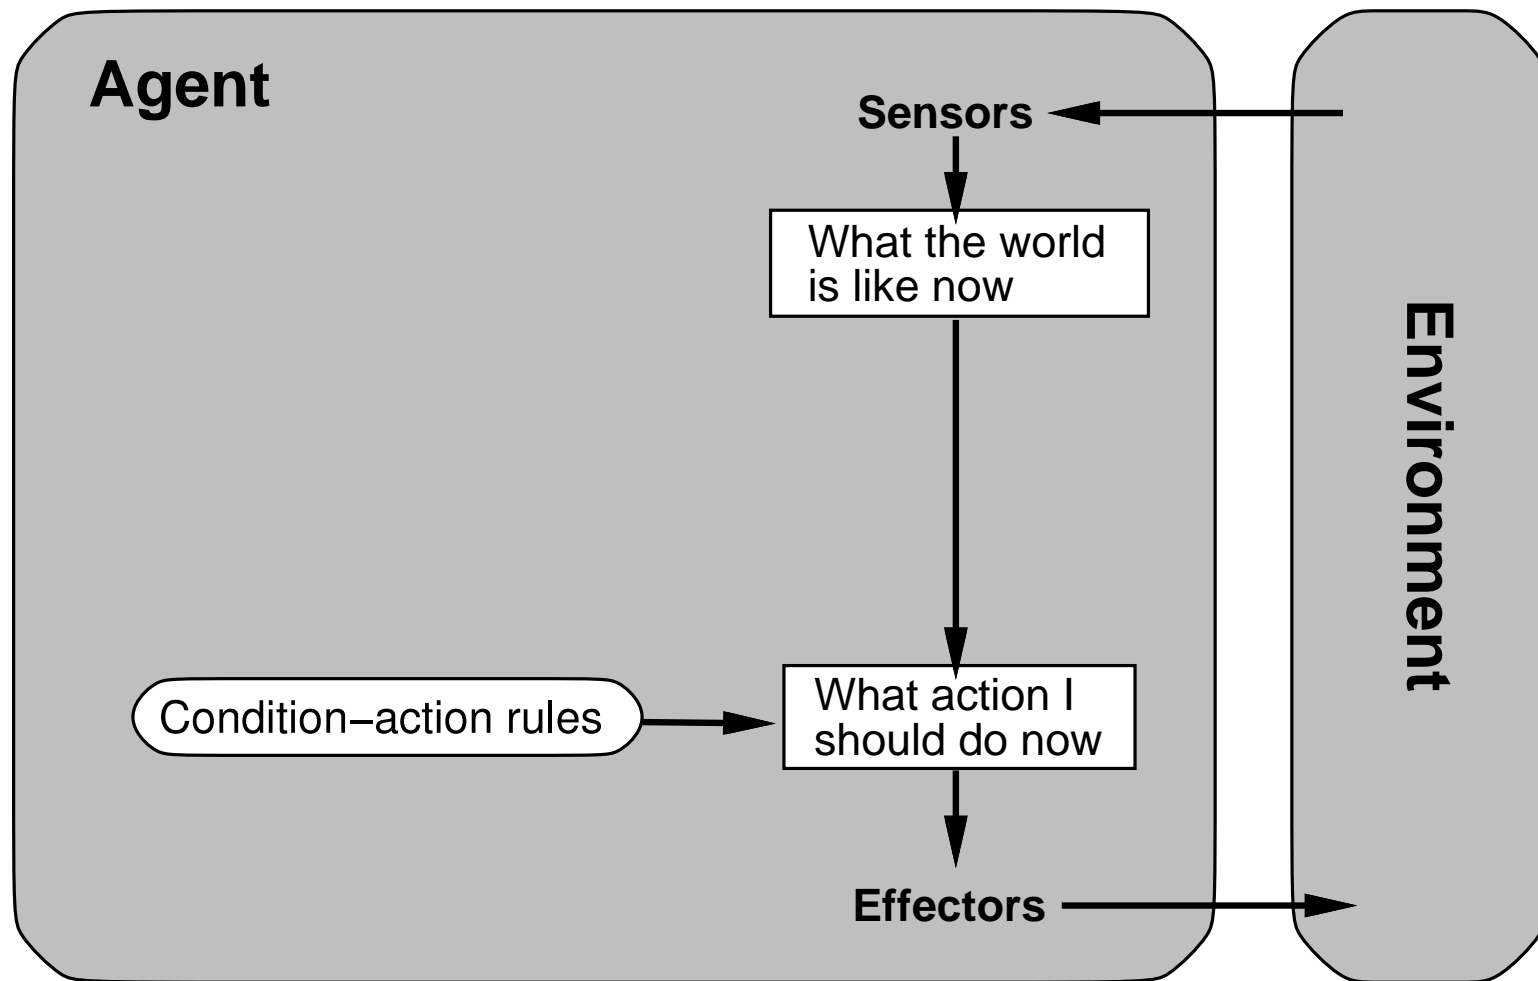 Agent
Sensors
What the world
is like now
Environment
Condition−action rules
What action I
should do now
Effectors